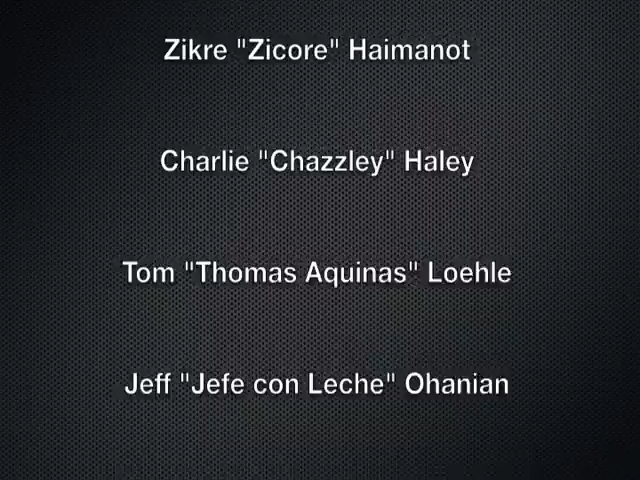 Zikre "Zicore" Haimanot
Charlie "Chazzley" Haley
Tom "Thomas Aquinas" Loehle
Jeff "Jefe con Leche" Ohanian